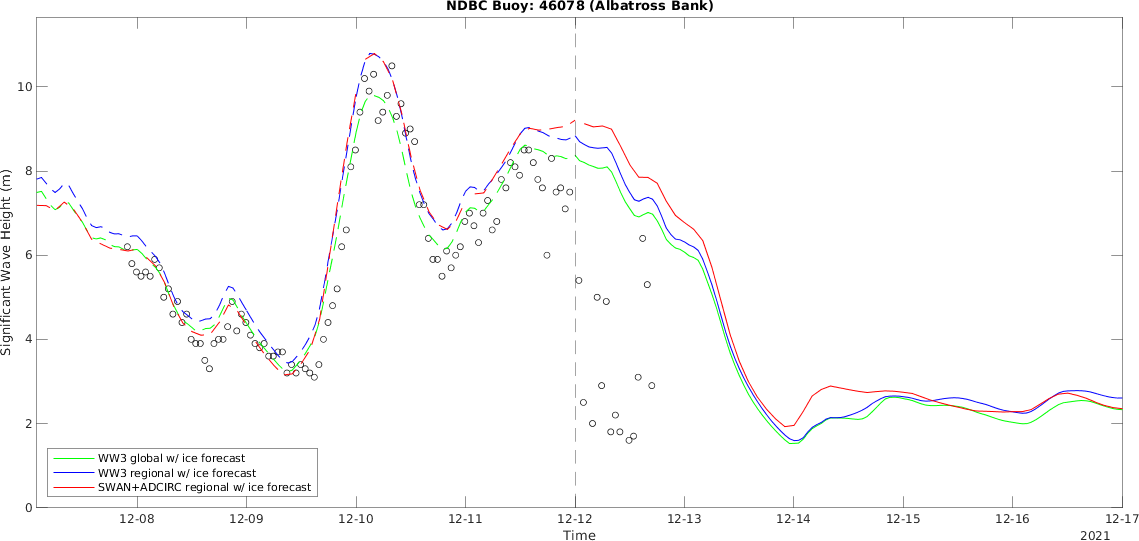 NDBC Buoy: 46078 (Albatross Bank)
Significant Wave Height (m)
10
8
6
4
2
0
WW3 global w/ ice forecast
WW3 regional w/ ice forecast
SWAN+ADCIRC regional w/ ice forecast
12-08 12-09 12-10 12-11 12-12 12-13 12-14 12-15 12-16 12-17
Time
2021